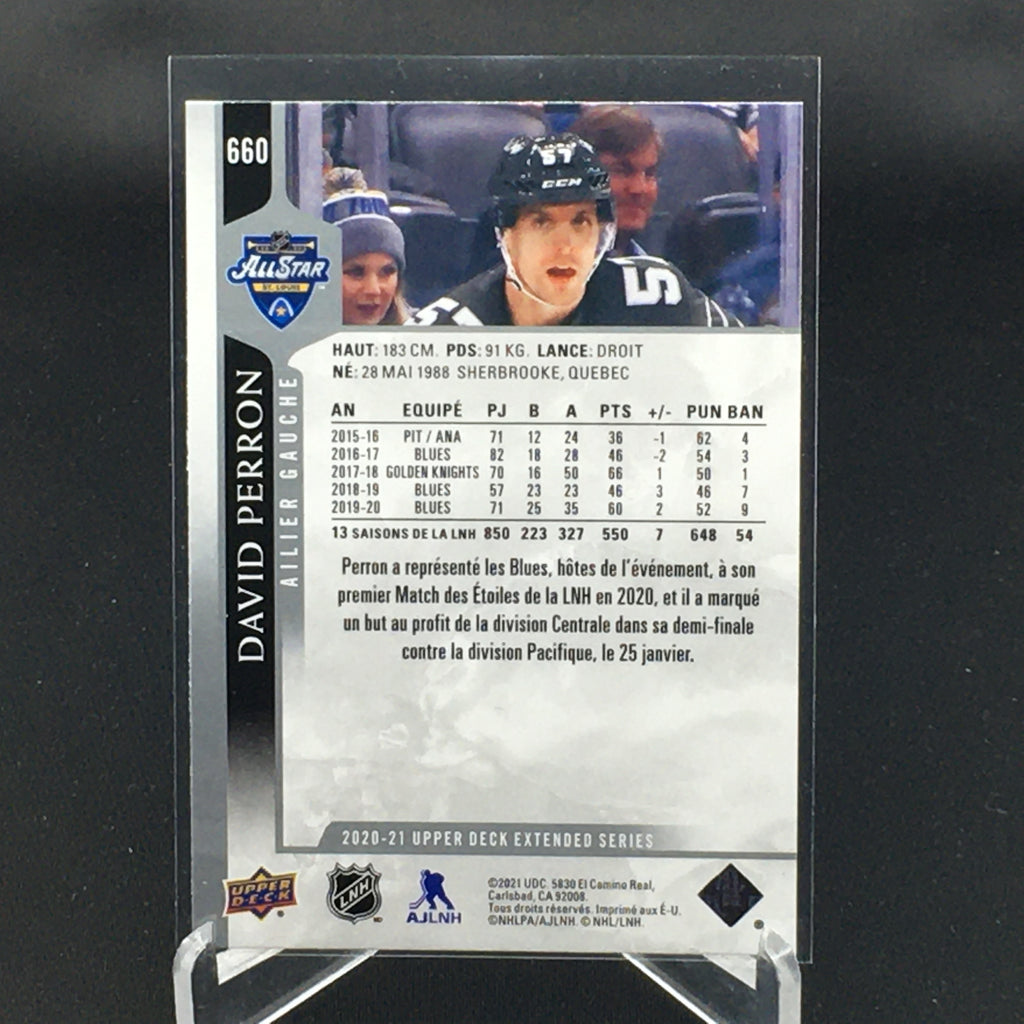 660
57
CCM
57
57
ALLSTAR
ST. LOUIS
DAVID PERRON
AILIER GAUCHE
HAUT: 183 CM. PDS: 91 KG. LANCE: DROIT
NÉ: 28 MAI 1988 SHERBROOKE, QUEBEC
AN EQUIPÉ PJ B A PTS +/- PUN BAN
2015-16 PIT / ANA 71 12 24 36 -1 62 4
2016-17 BLUES 82 18 28 46 -2 54 3
2017-18 GOLDEN KNIGHTS 70 16 50 66 1 50 1
2018-19 BLUES 57 23 23 46 3 46 7
2019-20 BLUES 71 25 35 60 2 52 9
13 SAISONS DE LA LNH 850 223 327 550 7 648 54
Perron a représenté les Blues, hôtes de l'événement, à son
premier Match des Étoiles de la LNH en 2020, et il a marqué
un but au profit de la division Centrale dans sa demi-finale
contre la division Pacifique, le 25 janvier.
2020-21 UPPER DECK EXTENDED SERIES
UPPER
DECK
LNH
AJLNH
©2021 UDC. 5830 El Camino Real,
Carlsbad, CA 92008.
Tous droits réservés. Imprimé aux É-U.
©NHLPA/AJLNH. © NHL/LNH.